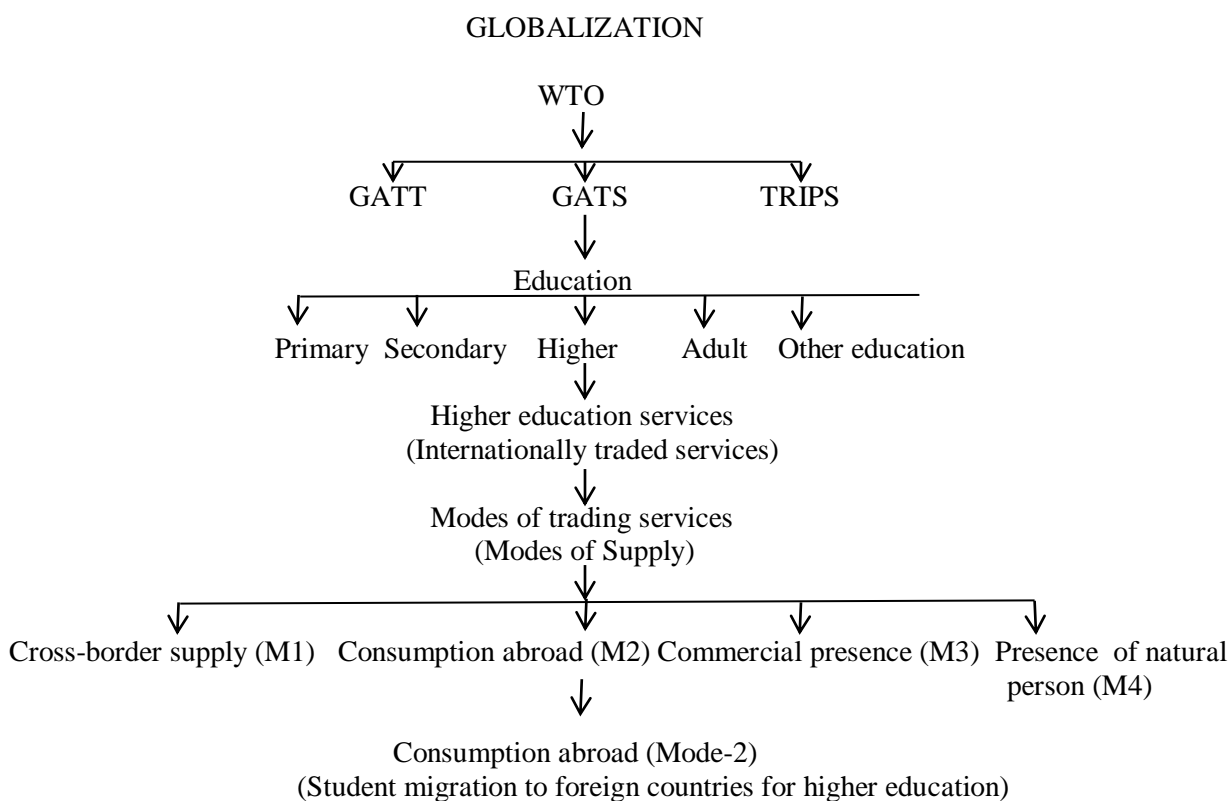 GLOBALIZATION
WTO
GATT GATS TRIPS
Education
Primary Secondary Higher Adult Other education
Higher education services
(Internationally traded services)
Modes of trading services
(Modes of Supply)
Cross-border supply (M1) Consumption abroad (M2) Commercial presence (M3) Presence of natural
person (M4)
Consumption abroad (Mode-2)
(Student migration to foreign countries for higher education)